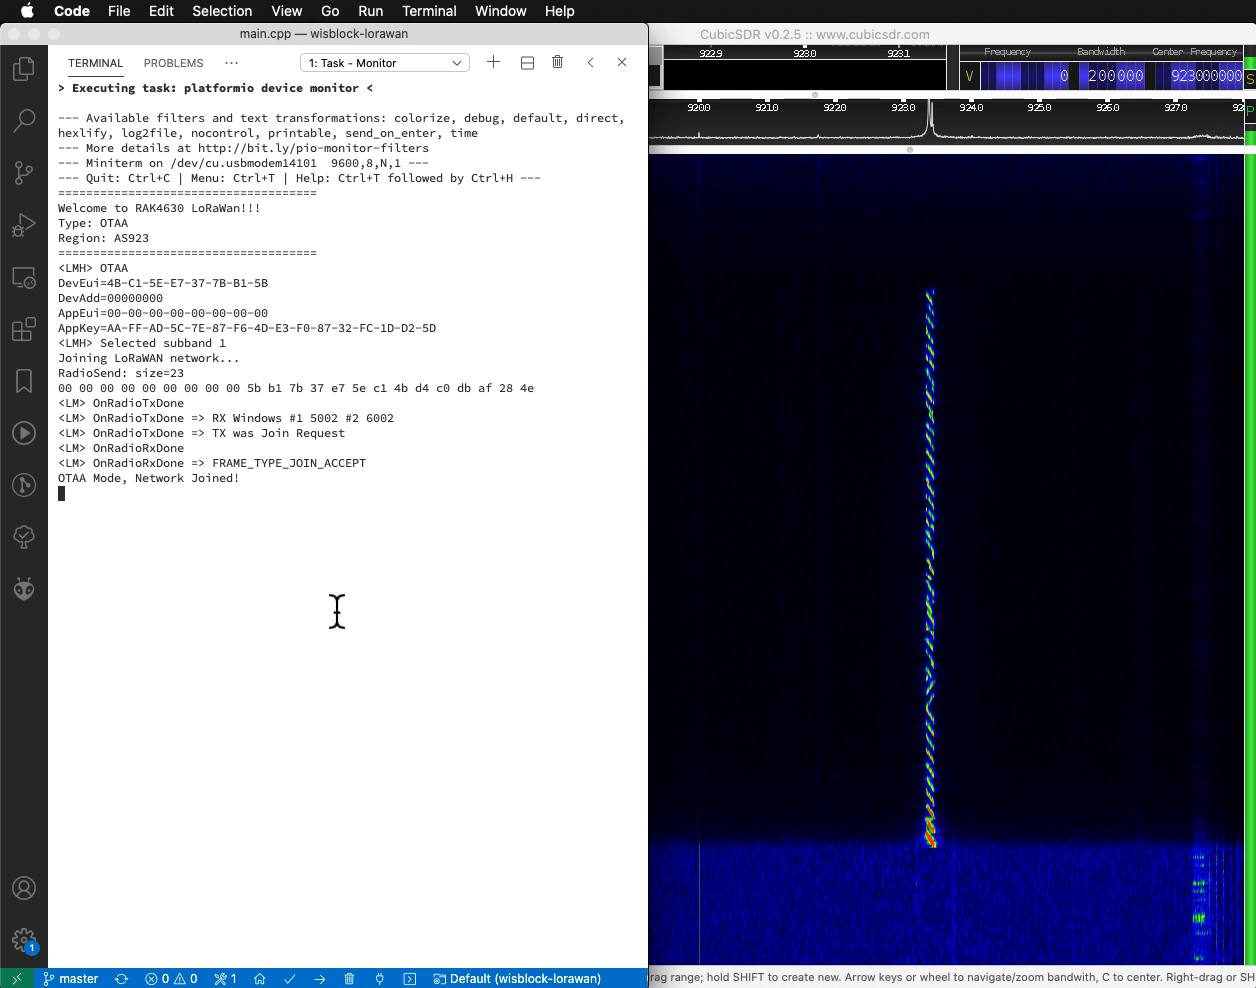 Code File Edit Selection View Go Run Terminal Window Help
main.cpp — wisblock-lorawan
TERMINAL PROBLEMS ··· 1: Task - Monitor
> Executing task: platformio device monitor <
--- Available filters and text transformations: colorize, debug, default, direct,
hexlify, log2file, nocontrol, printable, send_on_enter, time
--- More details at http://bit.ly/pio-monitor-filters
--- Miniterm on /dev/cu.usbmodem14101  9600,8,N,1 ---
--- Quit: Ctrl+C | Menu: Ctrl+T | Help: Ctrl+T followed by Ctrl+H ---
=====================================
Welcome to RAK4630 LoRaWan!!!
Type: OTAA
Region: AS923
=====================================
<LMH> OTAA
DevEui=4B-C1-5E-E7-37-7B-B1-5B
DevAdd=00000000
AppEui=00-00-00-00-00-00-00-00
AppKey=AA-FF-AD-5C-7E-87-F6-4D-E3-F0-87-32-FC-1D-D2-5D
<LMH> Selected subband 1
Joining LoRaWAN network...
RadioSend: size=23
00 00 00 00 00 00 00 00 00 5b b1 7b 37 e7 5e c1 4b d4 c0 db af 28 4e
<LM> OnRadioTxDone
<LM> OnRadioTxDone => RX Windows #1 5002 #2 6002
<LM> OnRadioTxDone => TX was Join Request
<LM> OnRadioRxDone
<LM> OnRadioRxDone => FRAME_TYPE_JOIN_ACCEPT
OTAA Mode, Network Joined!
1
master 0 0 1 Default (wisblock-lorawan)
CubicSDR v0.2.5 :: www.cubicsdr.com
922.9 923.0 923.1
Frequency Bandwidth Center Frequency
V 0 200000 923000000 S
920.0 921.0 922.0 923.0 924.0 925.0 926.0 927.0 92
P
rag range; hold SHIFT to create new. Arrow keys or wheel to navigate/zoom bandwith, C to center. Right-drag or SH